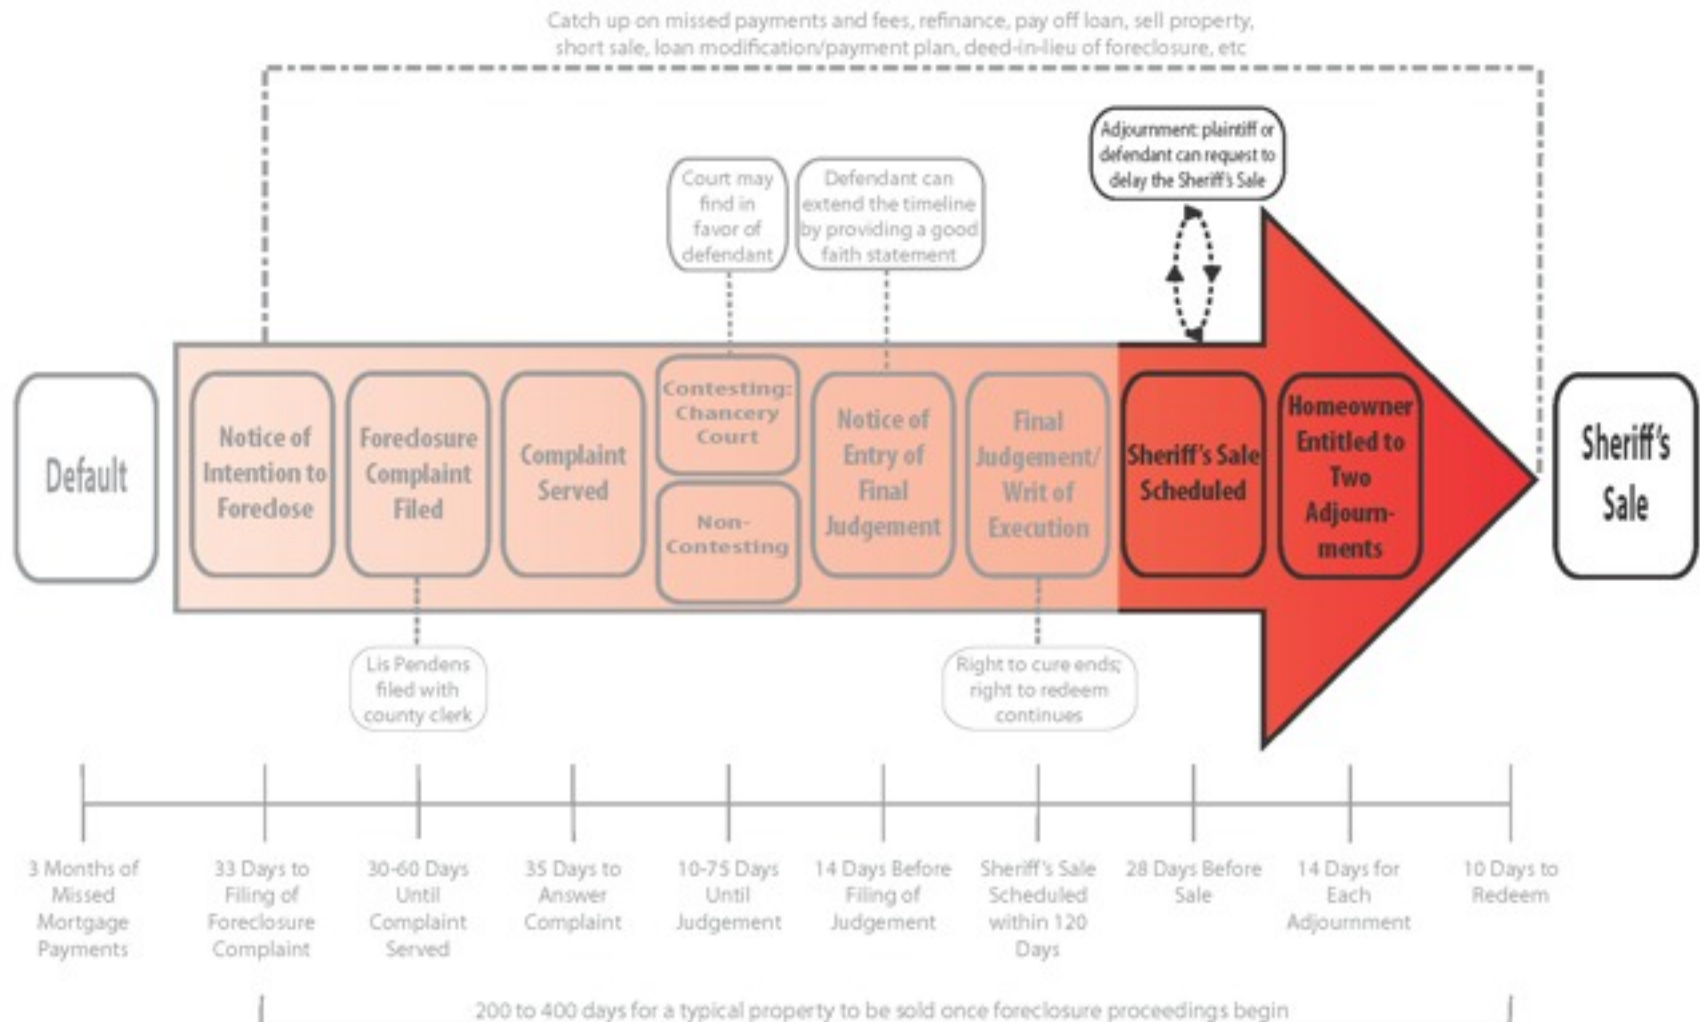 Catch up on missed payments and fees, refinance, pay off loan, sell property,
short sale, loan modification/payment plan, deed-in-lieu of foreclosure, etc
Adjournment: plaintiff or
defendant can request to
delay the Sheriff's Sale
Court may
find in
favor of
defendant
Defendant can
extend the timeline
by providing a good
faith statement
Default
Notice of
Intention to
Foreclose
Foreclosure
Complaint
Filed
Complaint
Served
Contesting:
Chancery
Court
Non-
Contesting
Notice of
Entry of
Final
Judgement
Final
Judgement/
Writ of
Execution
Sheriff's Sale
Scheduled
Homeowner
Entitled to
Two
Adjourn-
ments
Sheriff's
Sale
Lis Pendens
filed with
county clerk
Right to cure ends;
right to redeem
continues
3 Months of
Missed
Mortgage
Payments
33 Days to
Filing of
Foreclosure
Complaint
30-60 Days
Until
Complaint
Served
35 Days to
Answer
Complaint
10-75 Days
Until
Judgement
14 Days Before
Filing of
Judgement
Sheriff's Sale
Scheduled
within 120
Days
28 Days Before
Sale
14 Days for
Each
Adjournment
10 Days to
Redeem
200 to 400 days for a typical property to be sold once foreclosure proceedings begin